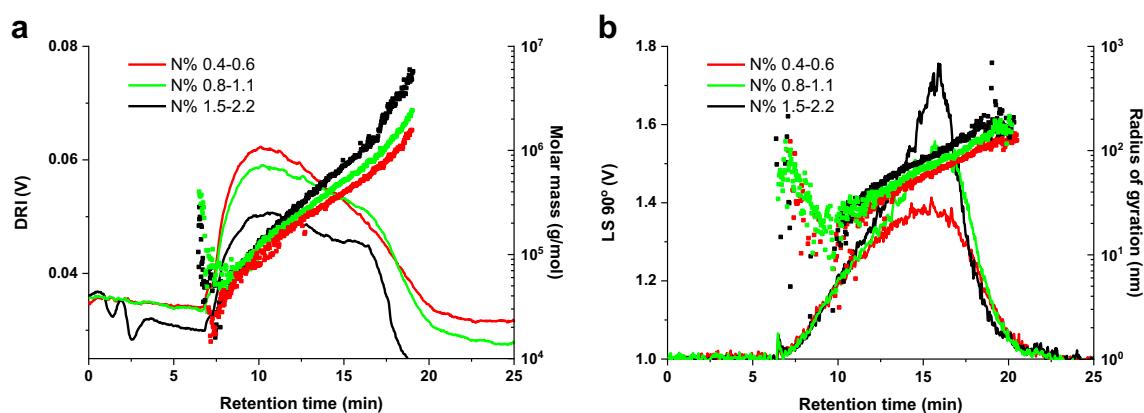 a
0.08
0.06
0.04
DRI (V)
N% 0.4-0.6
N% 0.8-1.1
N% 1.5-2.2
10⁷
10⁶
10⁵
10⁴
Molar mass (g/mol)
0 5 10 15 20 25
Retention time (min)
b
1.8
1.6
1.4
1.2
1.0
LS 90º (V)
N% 0.4-0.6
N% 0.8-1.1
N% 1.5-2.2
10³
10²
10¹
10⁰
Radius of gyration (nm)
0 5 10 15 20 25
Retention time (min)